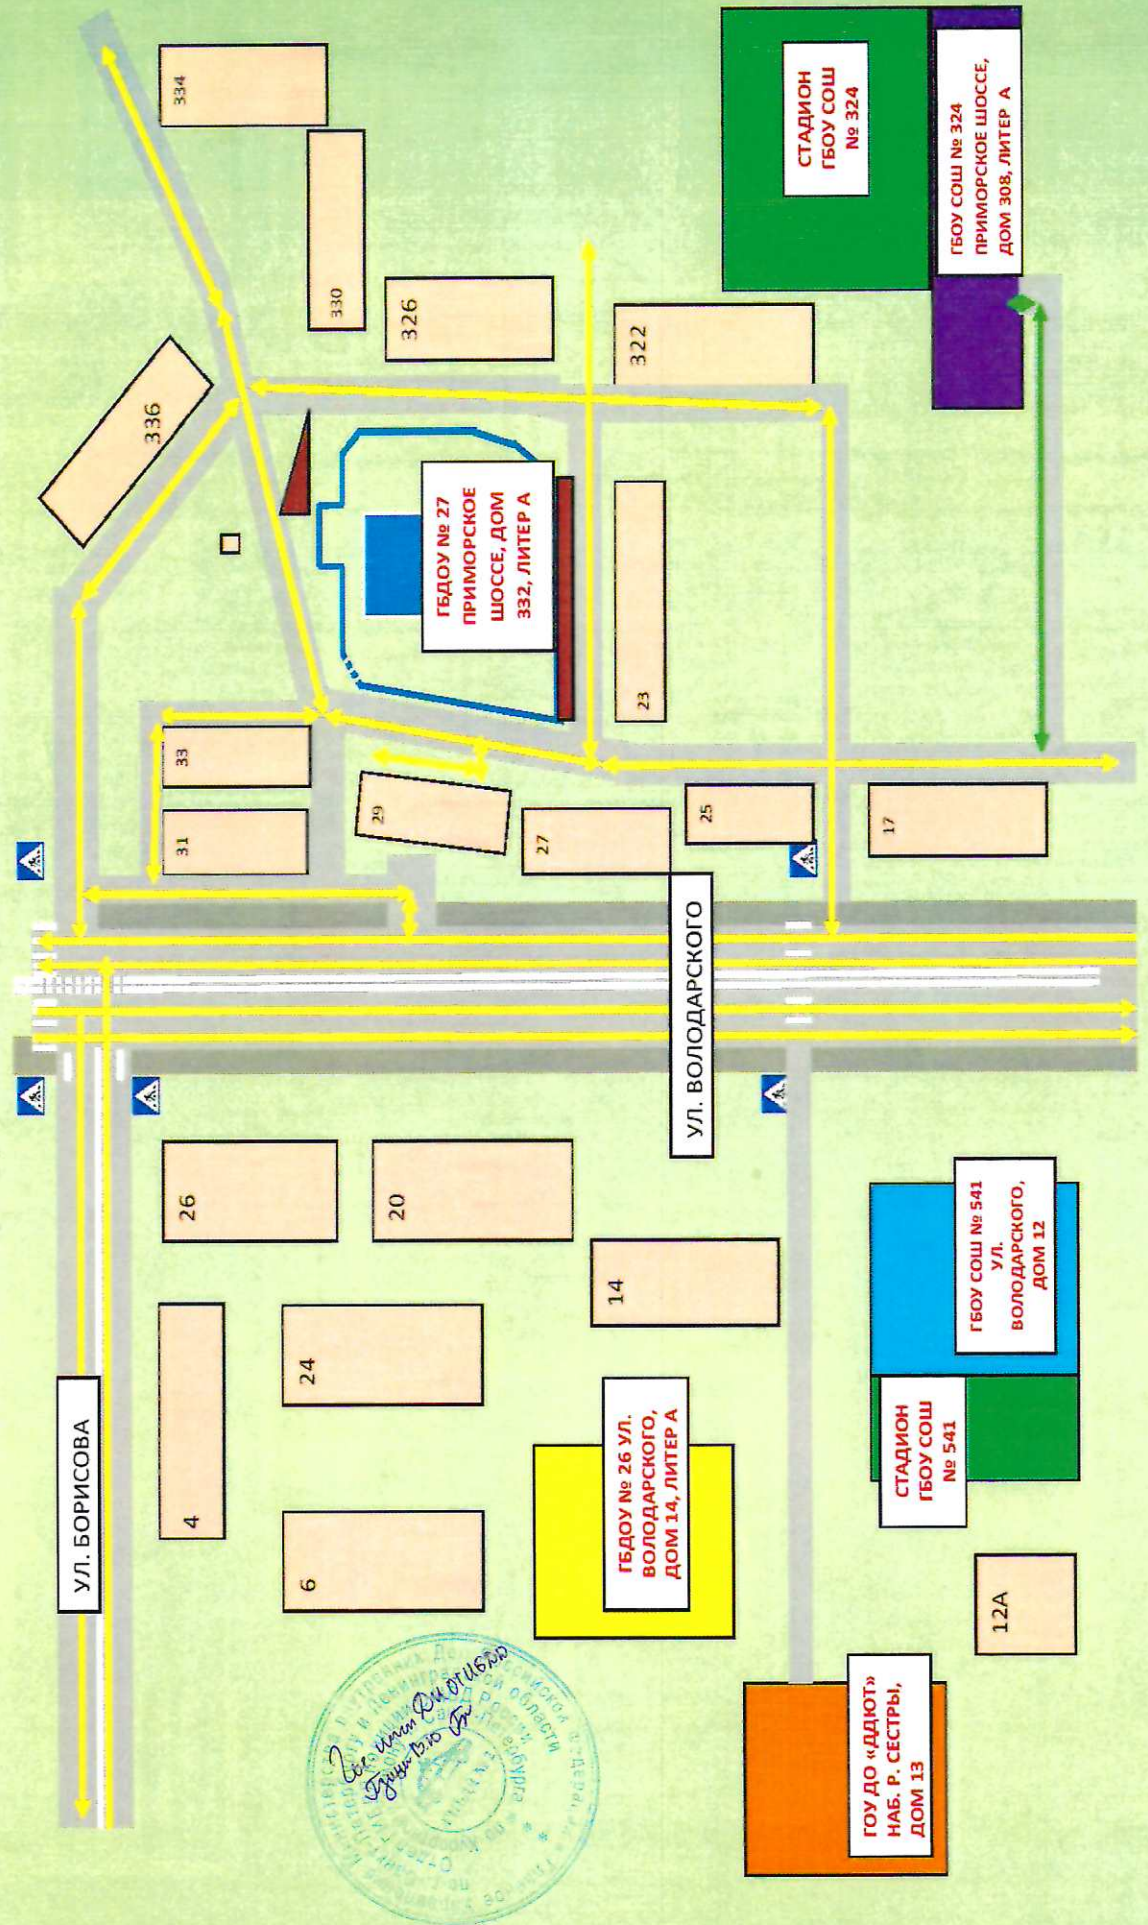 УЛ. БОРИСОВА
4
26
6
24
20
14
ГБДОУ № 26 УЛ.
ВОЛОДАРСКОГО,
ДОМ 14, ЛИТЕР А
ГОУ ДО «ДДЮТ»
НАБ. Р. СЕСТРЫ,
ДОМ 13
12А
СТАДИОН
ГБОУ СОШ
№ 541
ГБОУ СОШ № 541
УЛ.
ВОЛОДАРСКОГО,
ДОМ 12
УЛ. ВОЛОДАРСКОГО
31
33
29
27
25
17
23
336
334
330
326
322
ГБДОУ № 27
ПРИМОРСКОЕ
ШОССЕ, ДОМ
332, ЛИТЕР А
СТАДИОН
ГБОУ СОШ
№ 324
ГБОУ СОШ № 324
ПРИМОРСКОЕ ШОССЕ,
ДОМ 308, ЛИТЕР А